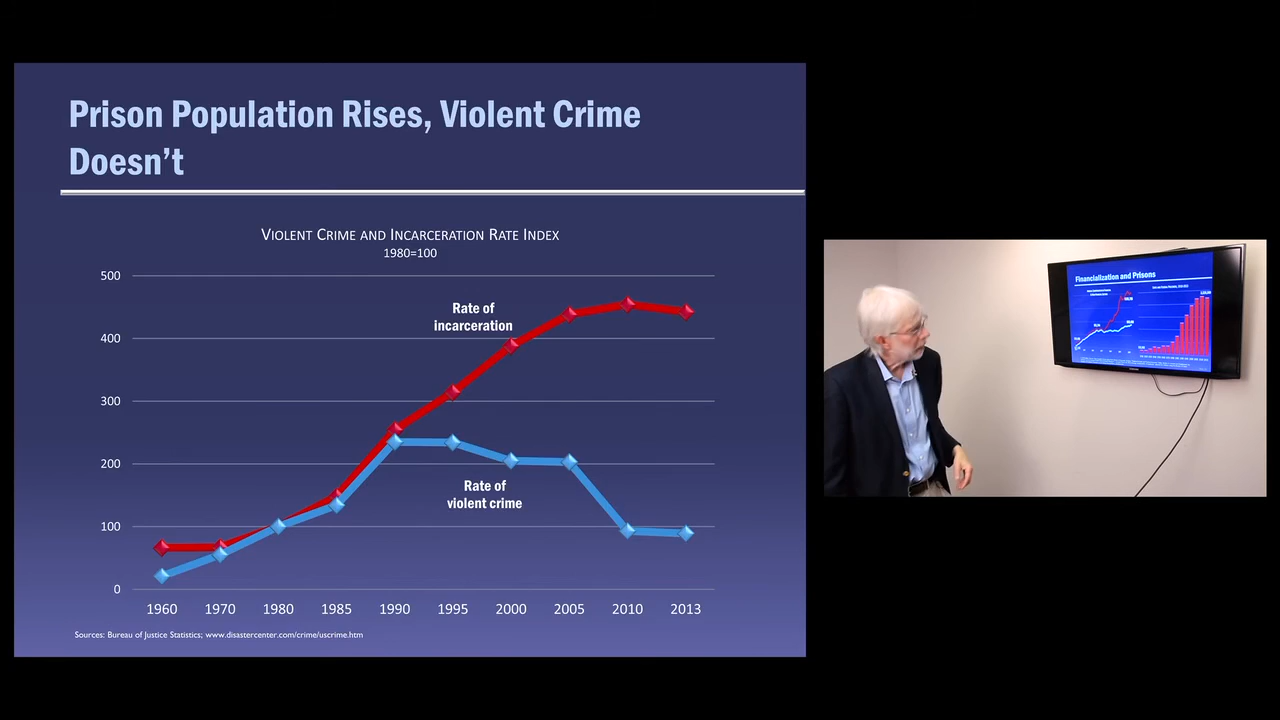 Prison Population Rises, Violent Crime
Doesn’t
VIOLENT CRIME AND INCARCERATION RATE INDEX
1980=100
500
400
300
200
100
0
Rate of
incarceration
Rate of
violent crime
1960 1970 1980 1985 1990 1995 2000 2005 2010 2013
Sources: Bureau of Justice Statistics; www.disastercenter.com/crime/uscrime.htm
Financialization and Prisons